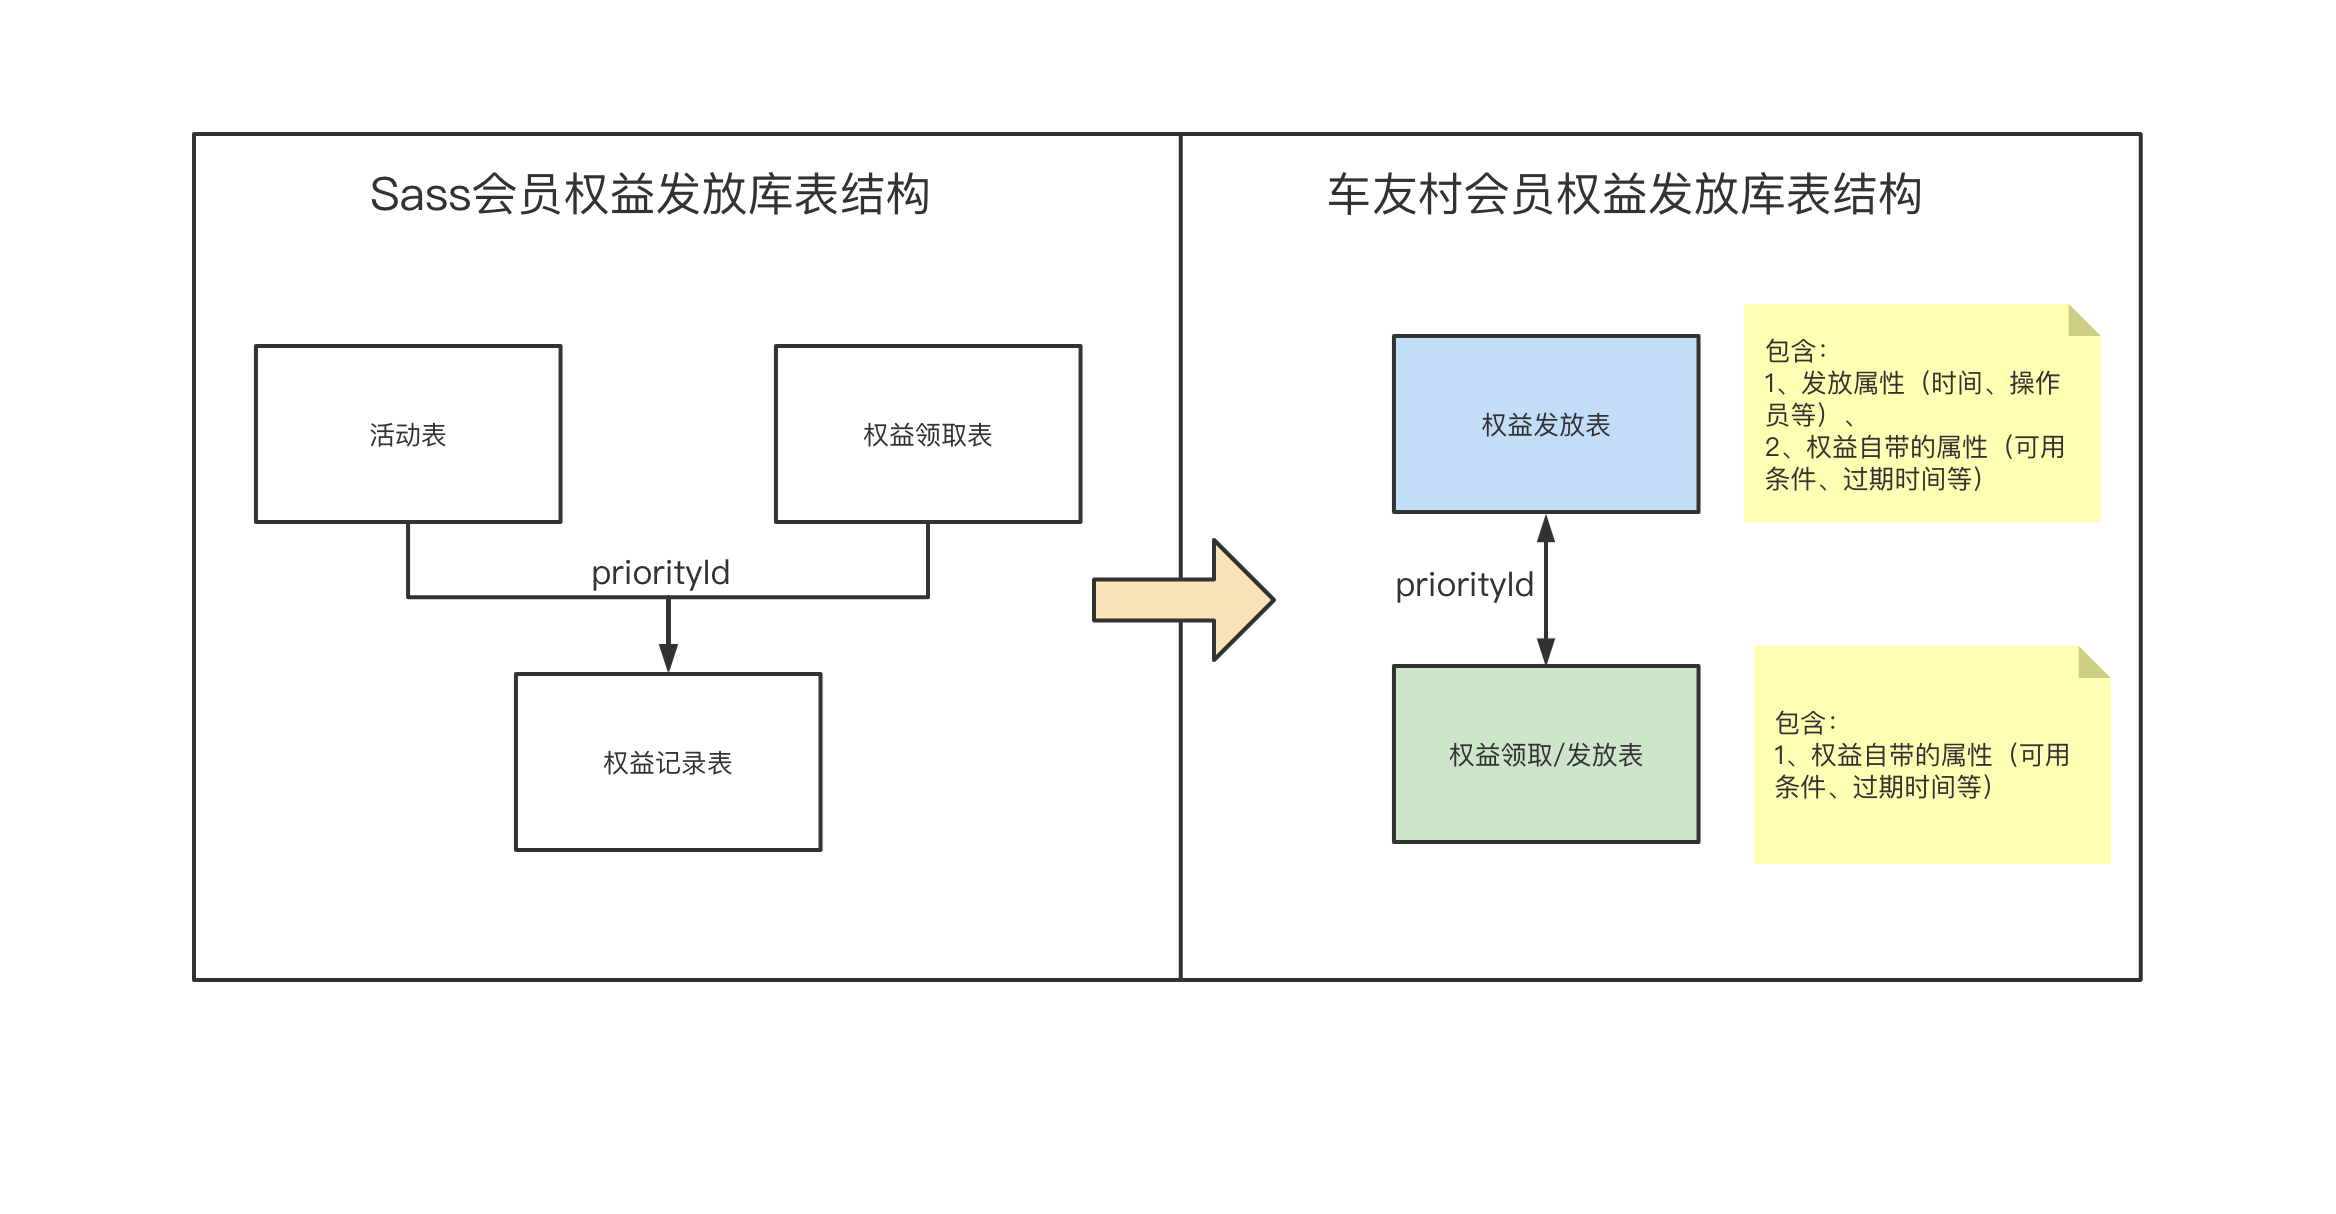 Sass会员权益发放库表结构
活动表
权益领取表
priorityId
权益记录表
车友村会员权益发放库表结构
权益发放表
包含：
1、发放属性（时间、操作
员等）、
2、权益自带的属性（可用
条件、过期时间等）
priorityId
权益领取/发放表
包含：
1、权益自带的属性（可用
条件、过期时间等）